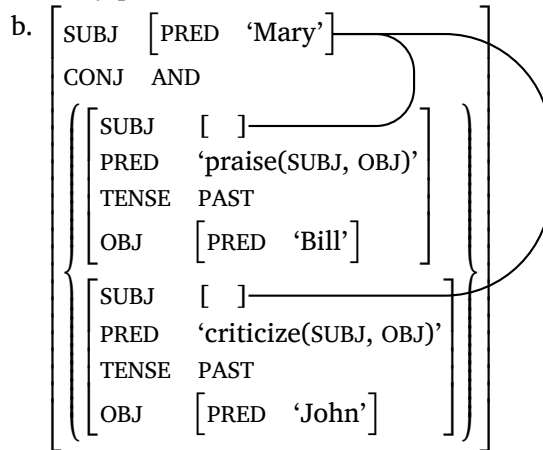 b. [SUBJ [PRED ‘Mary’]
CONJ AND
SUBJ [ ]
PRED ‘praise(SUBJ, OBJ)’
TENSE PAST
OBJ [PRED ‘Bill’]
SUBJ [ ]
PRED ‘criticize(SUBJ, OBJ)’
TENSE PAST
OBJ [PRED ‘John’]